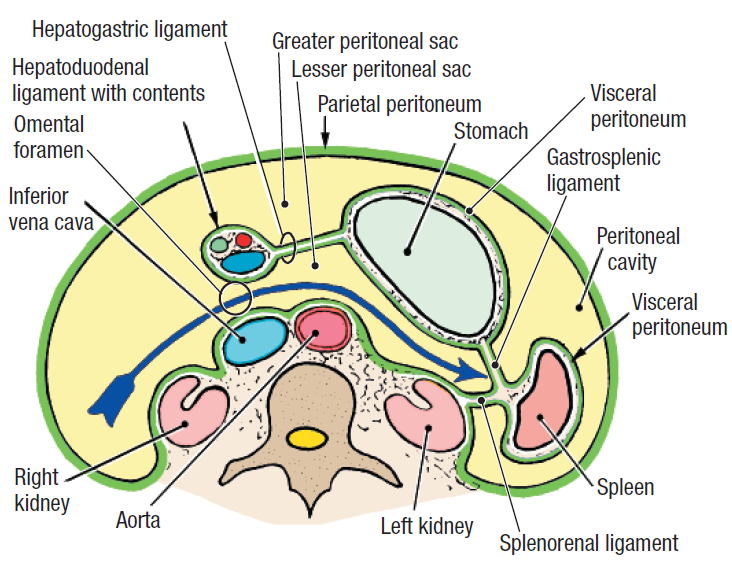 Hepatogastric ligament
Greater peritoneal sac
Hepatoduodenal
ligament with contents
Lesser peritoneal sac
Parietal peritoneum
Visceral
peritoneum
Omental
foramen
Stomach
Gastrosplenic
ligament
Inferior
vena cava
Peritoneal
cavity
Visceral
peritoneum
Right
kidney
Aorta
Left kidney
Spleen
Splenorenal ligament